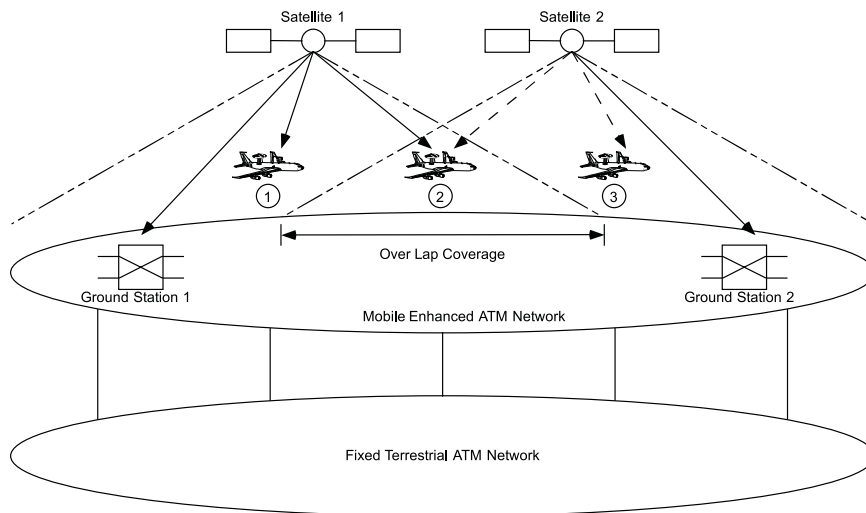 Satellite 1
Satellite 2
1
2
3
Over Lap Coverage
Ground Station 1
Ground Station 2
Mobile Enhanced ATM Network
Fixed Terrestrial ATM Network